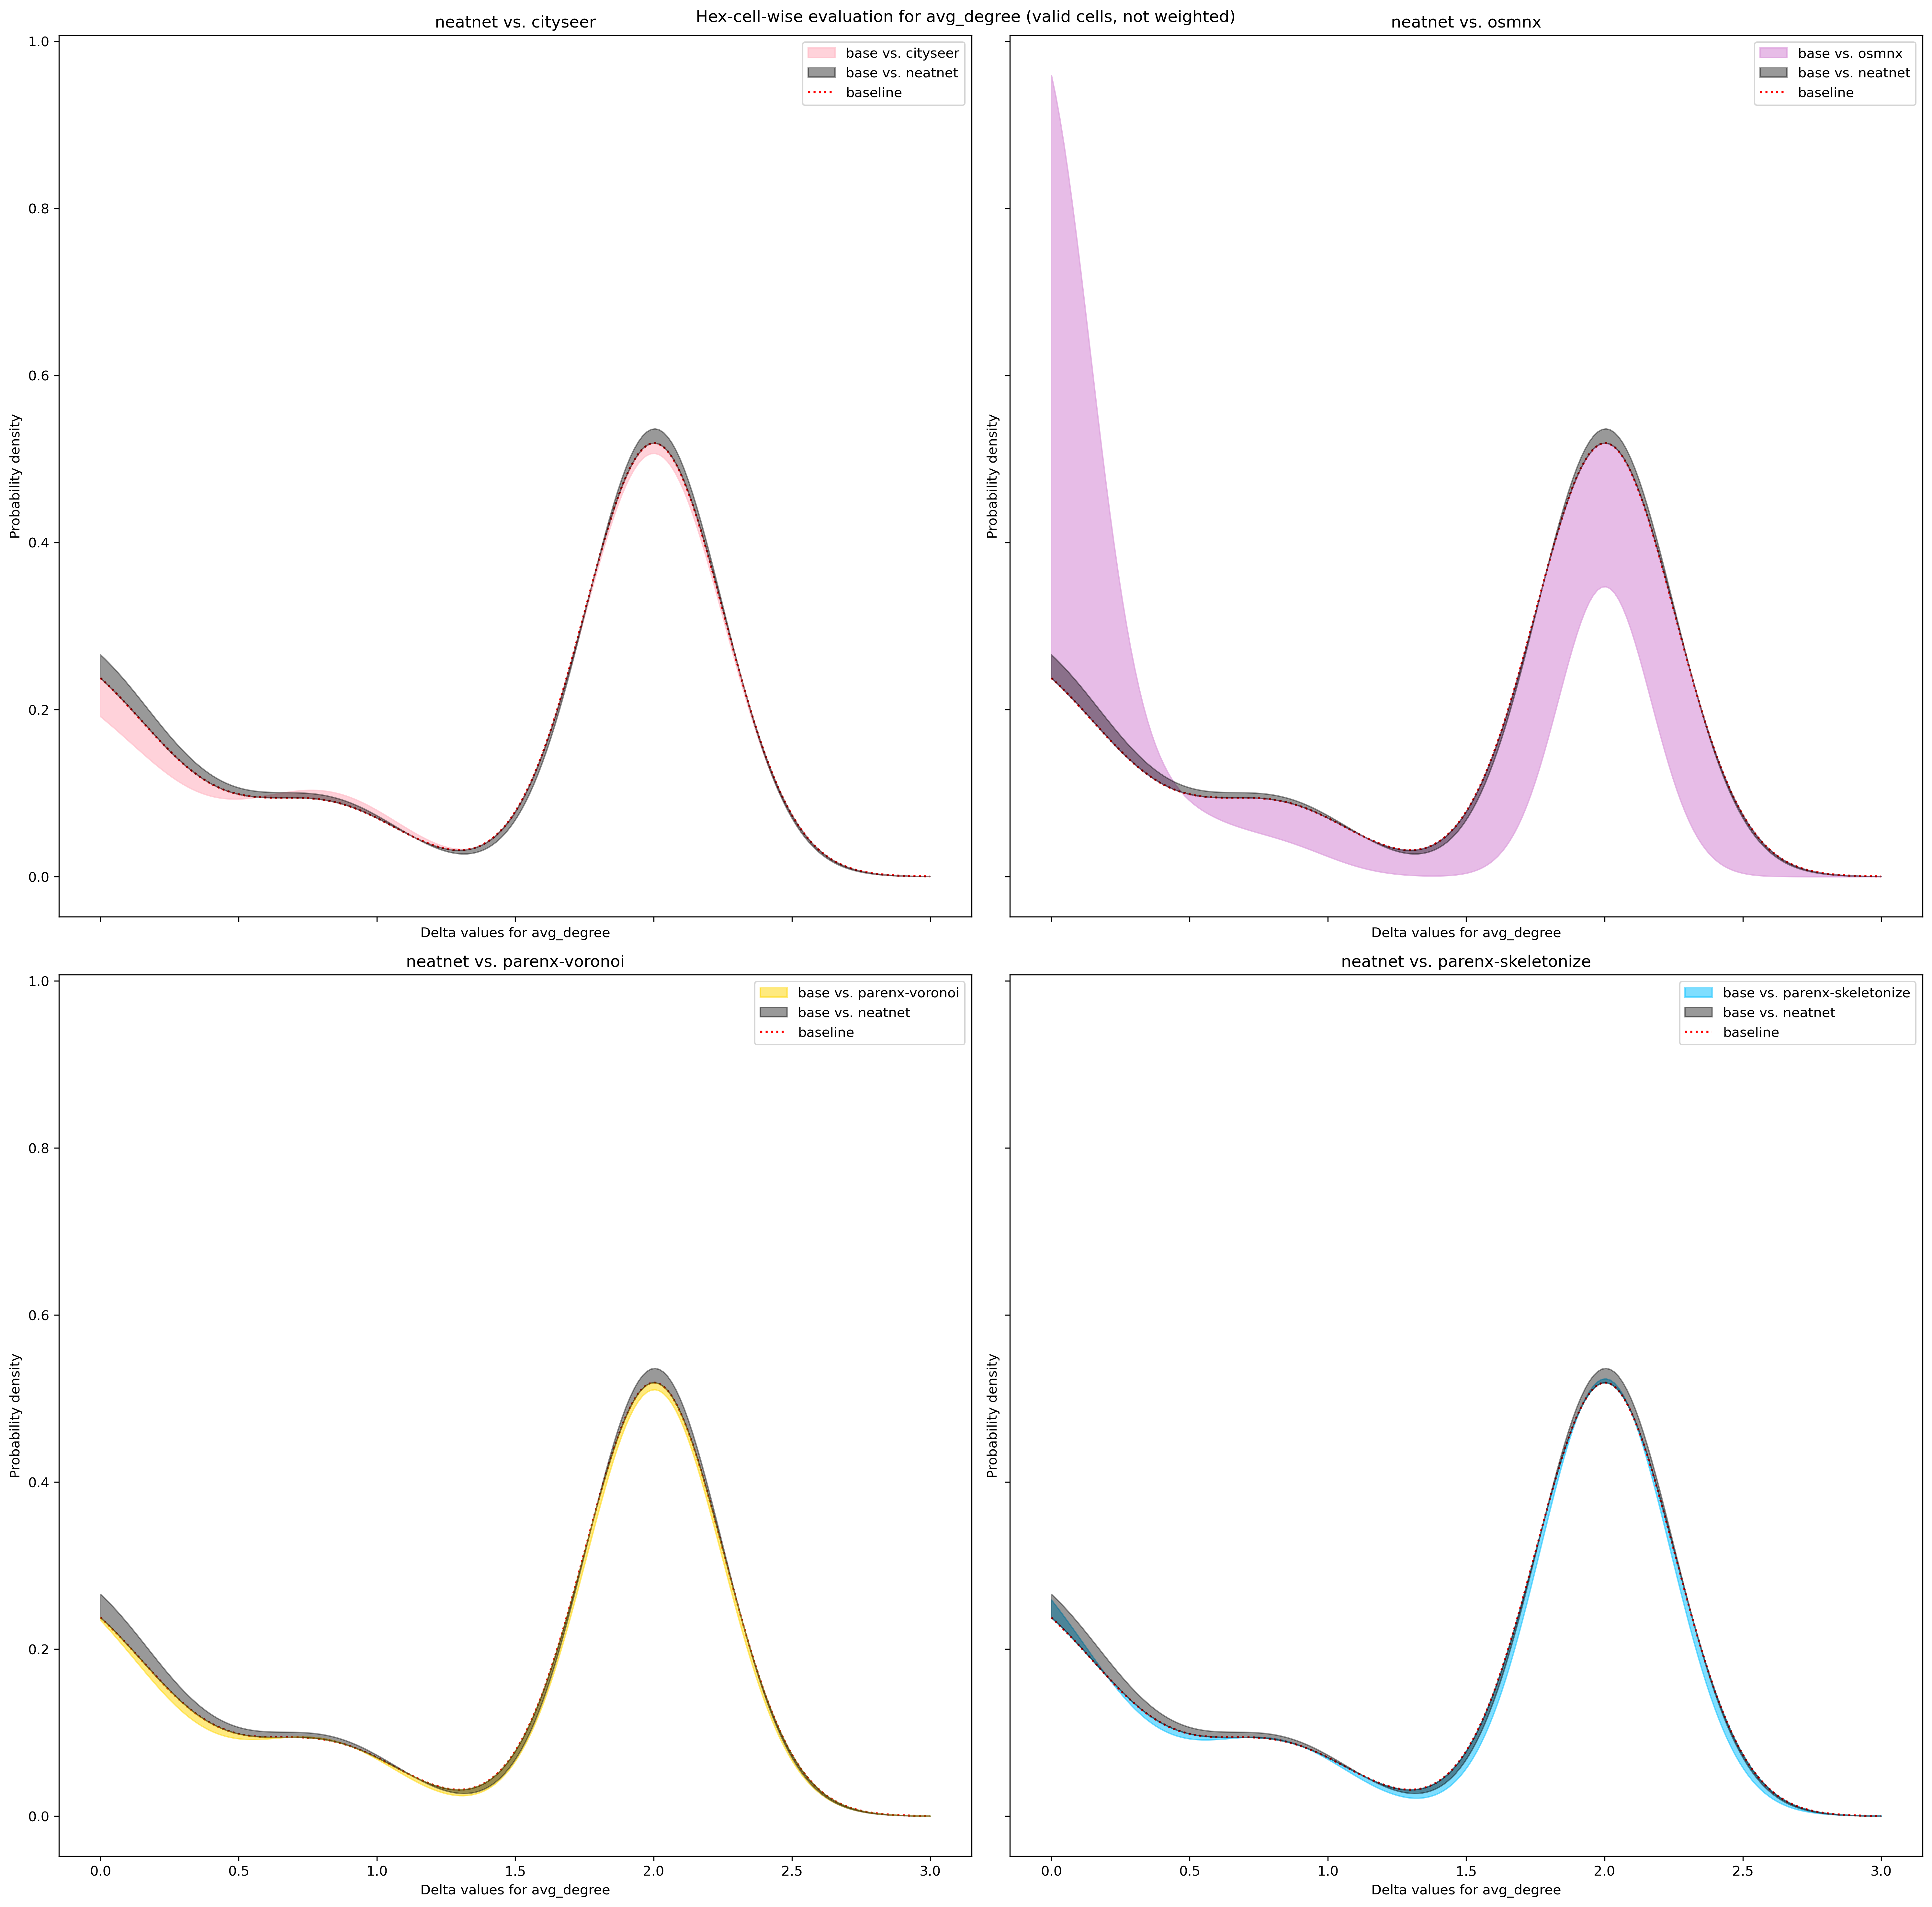 Hex-cell-wise evaluation for avg_degree (valid cells, not weighted)
neatnet vs. cityseer
base vs. cityseer
base vs. neatnet
baseline
1.0
0.8
0.6
0.4
0.2
0.0
Probability density
Delta values for avg_degree
neatnet vs. osmnx
base vs. osmnx
base vs. neatnet
baseline
Probability density
Delta values for avg_degree
neatnet vs. parenx-voronoi
base vs. parenx-voronoi
base vs. neatnet
baseline
1.0
0.8
0.6
0.4
0.2
0.0
Probability density
0.0 0.5 1.0 1.5 2.0 2.5 3.0
Delta values for avg_degree
neatnet vs. parenx-skeletonize
base vs. parenx-skeletonize
base vs. neatnet
baseline
Probability density
0.0 0.5 1.0 1.5 2.0 2.5 3.0
Delta values for avg_degree